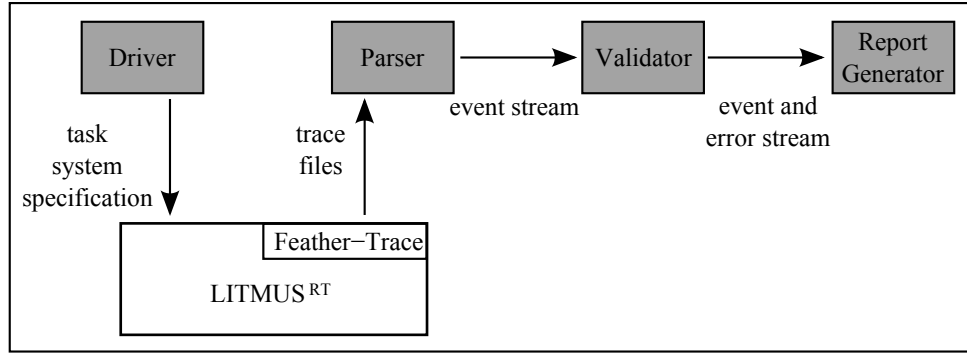 Driver
Parser
Validator
Report
Generator
task
system
specification
trace
files
event stream
event and
error stream
Feather−Trace
LITMUS RT